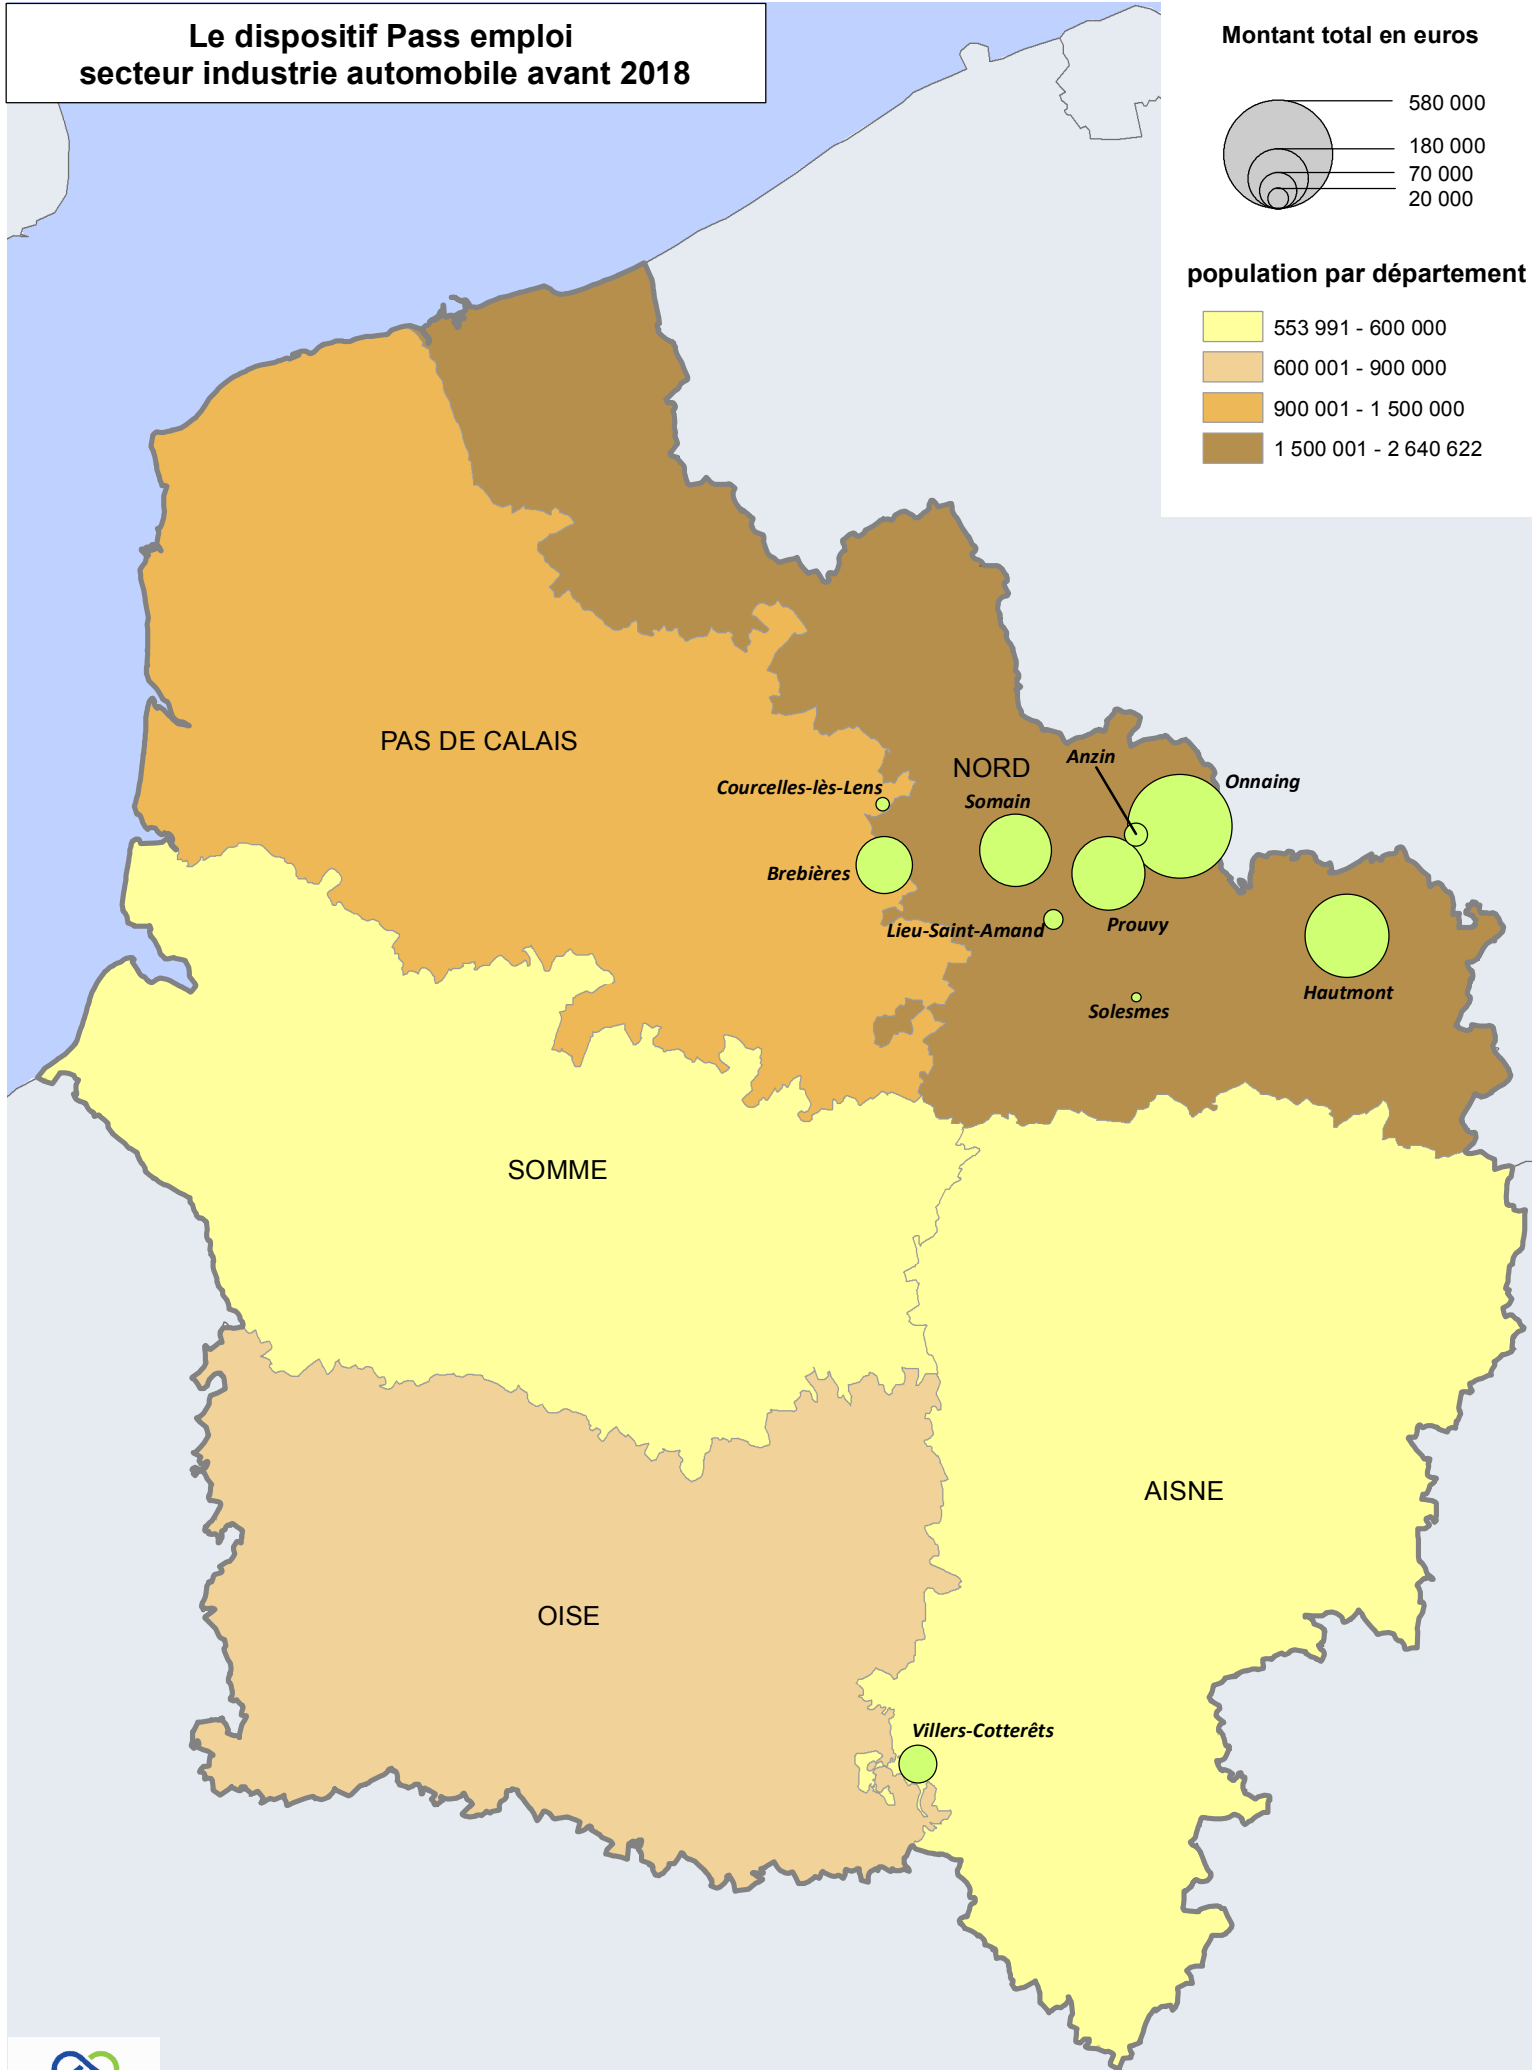 Le dispositif Pass emploi
secteur industrie automobile avant 2018
Montant total en euros
580 000
180 000
70 000
20 000
population par département
553 991 - 600 000
600 001 - 900 000
900 001 - 1 500 000
1 500 001 - 2 640 622
PAS DE CALAIS
NORD
Anzin
Onnaing
Courcelles-lès-Lens
Somain
Brebières
Lieu-Saint-Amand
Prouvy
Hautmont
Solesmes
SOMME
AISNE
OISE
Villers-Cotterêts